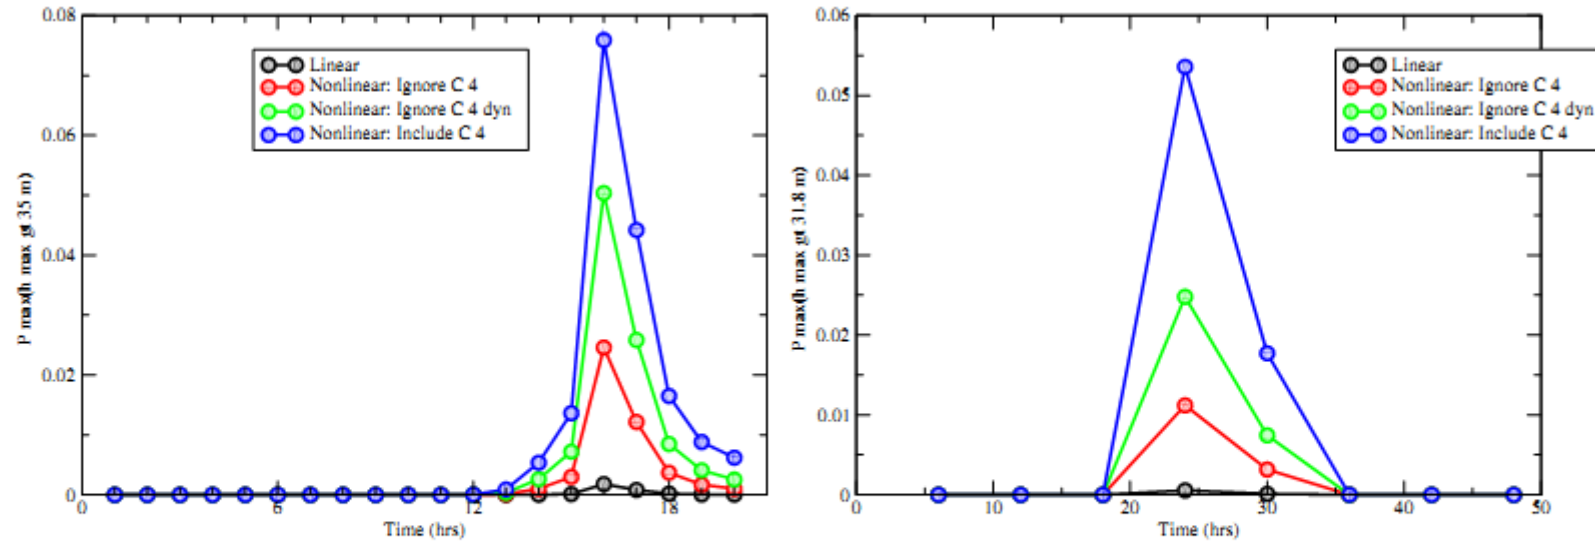 0.08
0.06
0.04
0.02
0
P max(h max gt 35 m)
Linear
Nonlinear: Ignore C 4
Nonlinear: Ignore C 4 dyn
Nonlinear: Include C 4
0 6 12 18
Time (hrs)
0.06
0.05
0.04
0.03
0.02
0.01
0
P max(h max gt 31.8 m)
Linear
Nonlinear: Ignore C 4
Nonlinear: Ignore C 4 dyn
Nonlinear: Include C 4
0 10 20 30 40 50
Time (hrs)